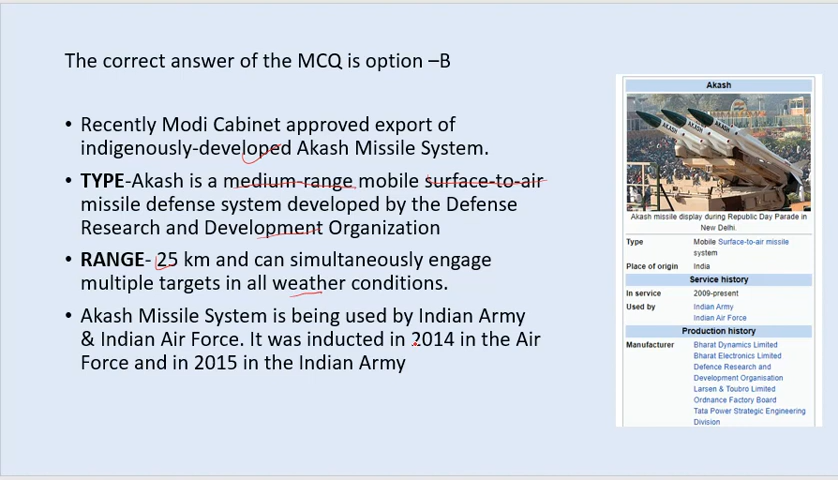 The correct answer of the MCQ is option –B
• Recently Modi Cabinet approved export of
indigenously-developed Akash Missile System.
• TYPE-Akash is a medium-range mobile surface-to-air
missile defense system developed by the Defense
Research and Development Organization
• RANGE- 25 km and can simultaneously engage
multiple targets in all weather conditions.
• Akash Missile System is being used by Indian Army
& Indian Air Force. It was inducted in 2014 in the Air
Force and in 2015 in the Indian Army
Akash
AKASH
AKASH
AKASH
Akash missile display during Republic Day Parade in
New Delhi.
Type Mobile Surface-to-air missile
system
Place of origin India
Service history
In service 2009-present
Used by Indian Army
Indian Air Force
Production history
Manufacturer Bharat Dynamics Limited
Bharat Electronics Limited
Defence Research and
Development Organisation
Larsen & Toubro Limited
Ordnance Factory Board
Tata Power Strategic Engineering
Division